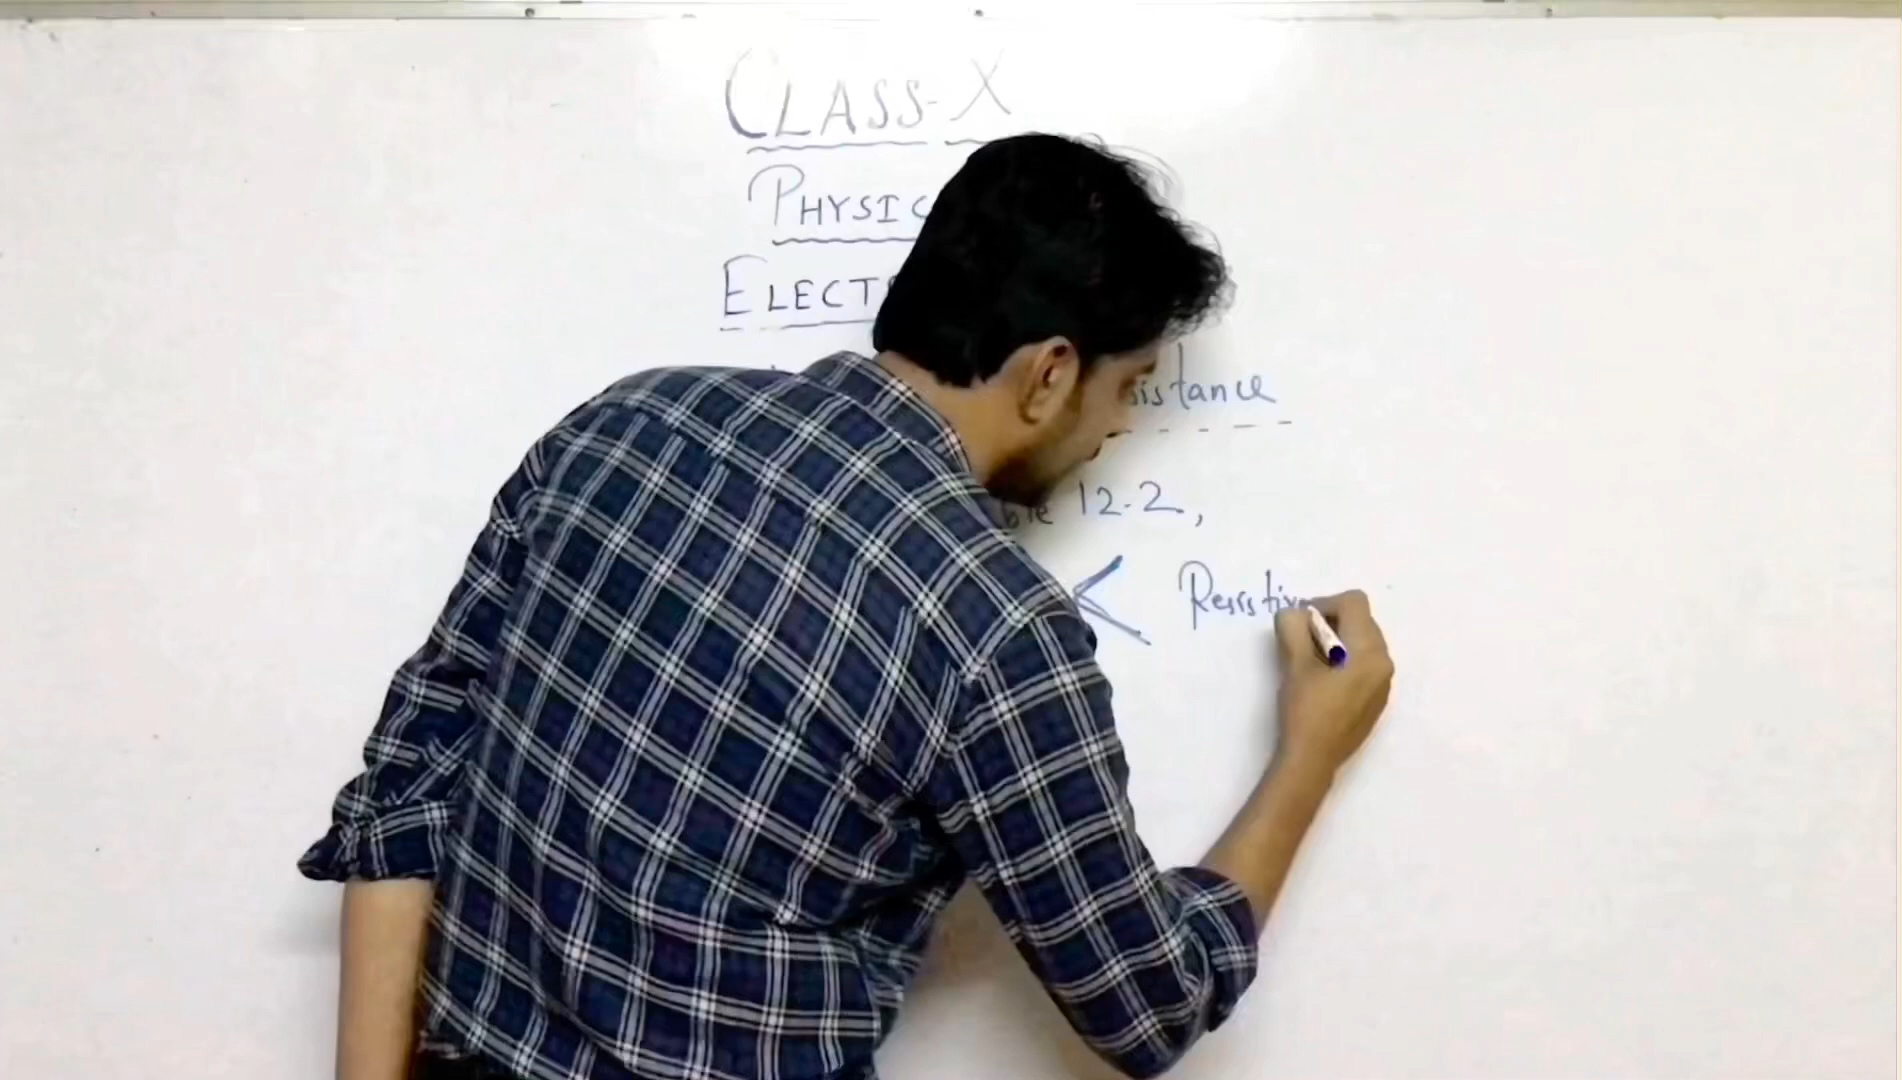 CLASS-X
PHYSIC
ELECT
sistance
ble 12.2,
< Resistiv